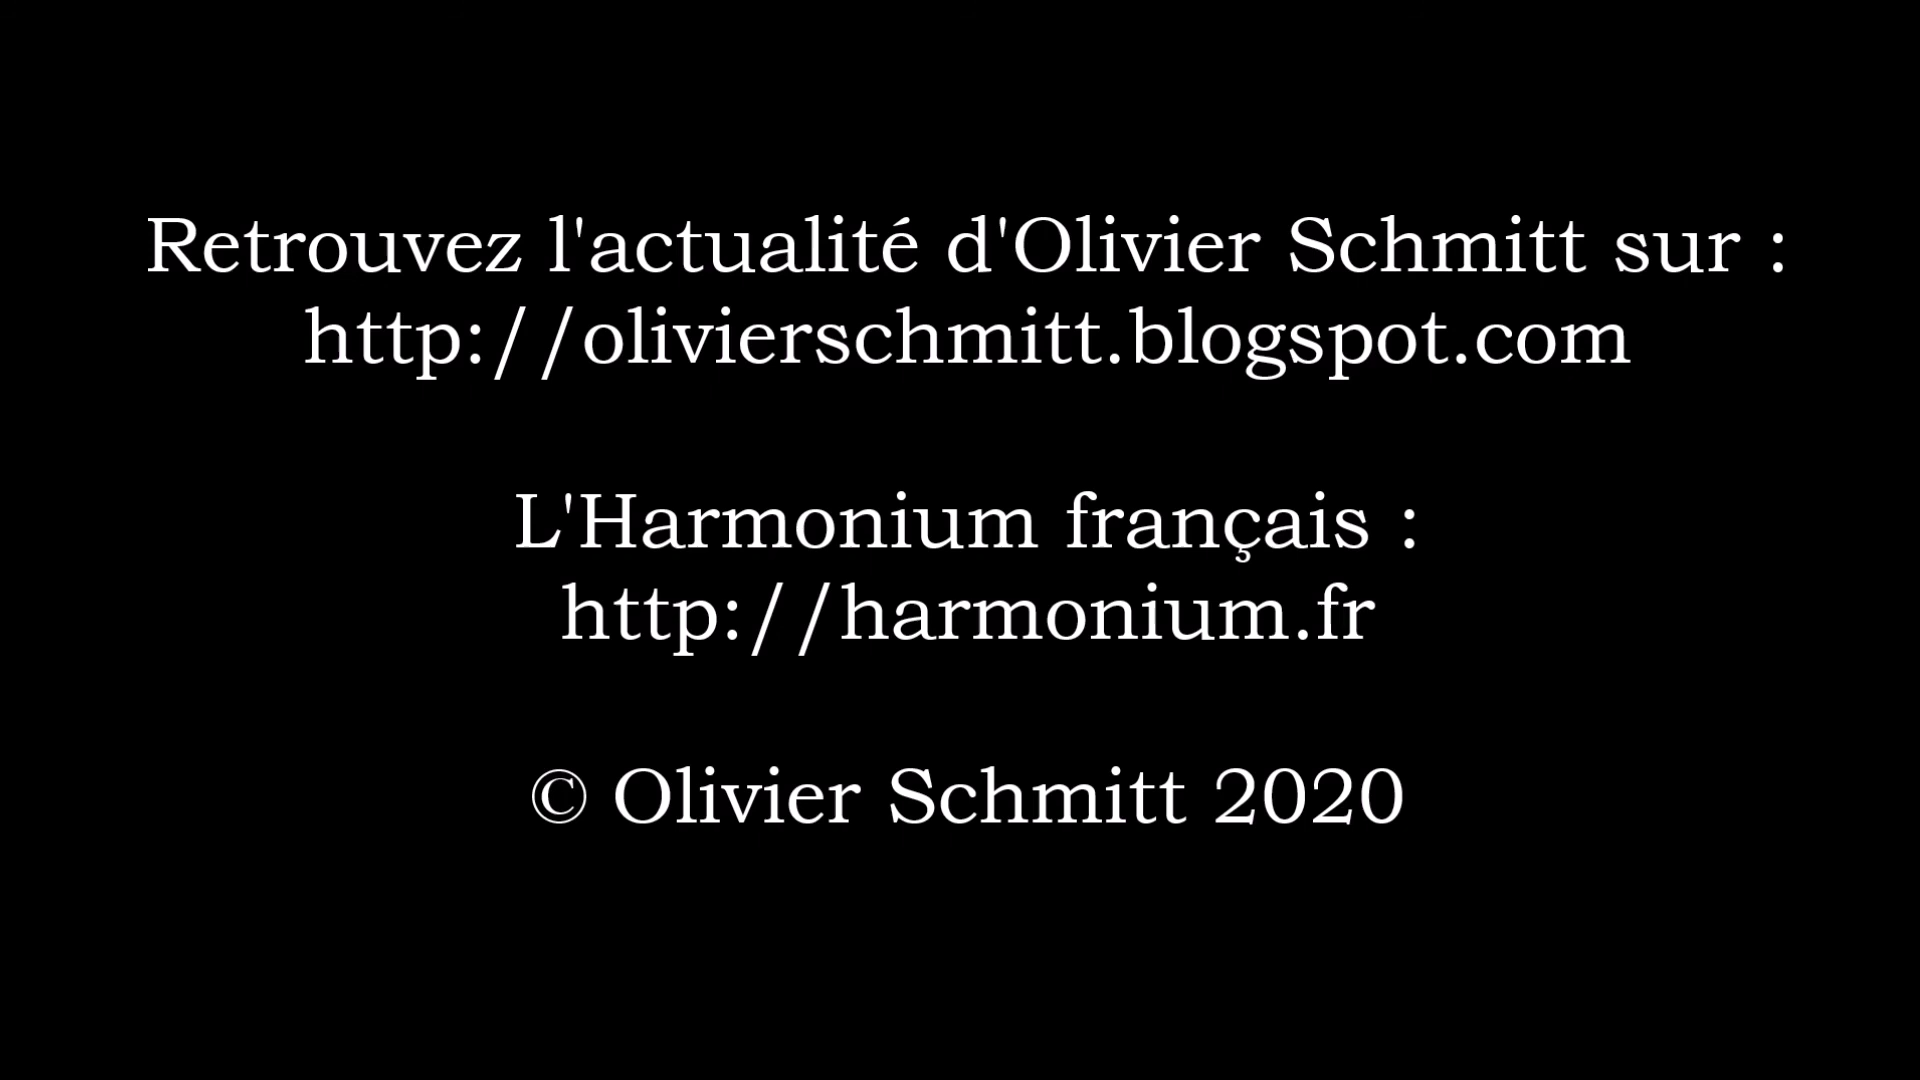 Retrouvez l'actualité d'Olivier Schmitt sur :
http://olivierschmitt.blogspot.com
L'Harmonium français :
http://harmonium.fr
© Olivier Schmitt 2020